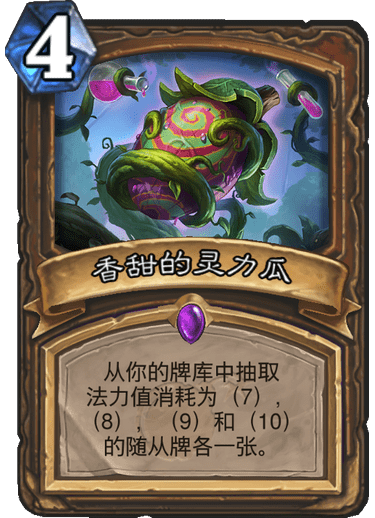 4
香甜的灵力瓜
从你的牌库中抽取
法力值消耗为（7），
（8），（9）和（10）
的随从牌各一张。